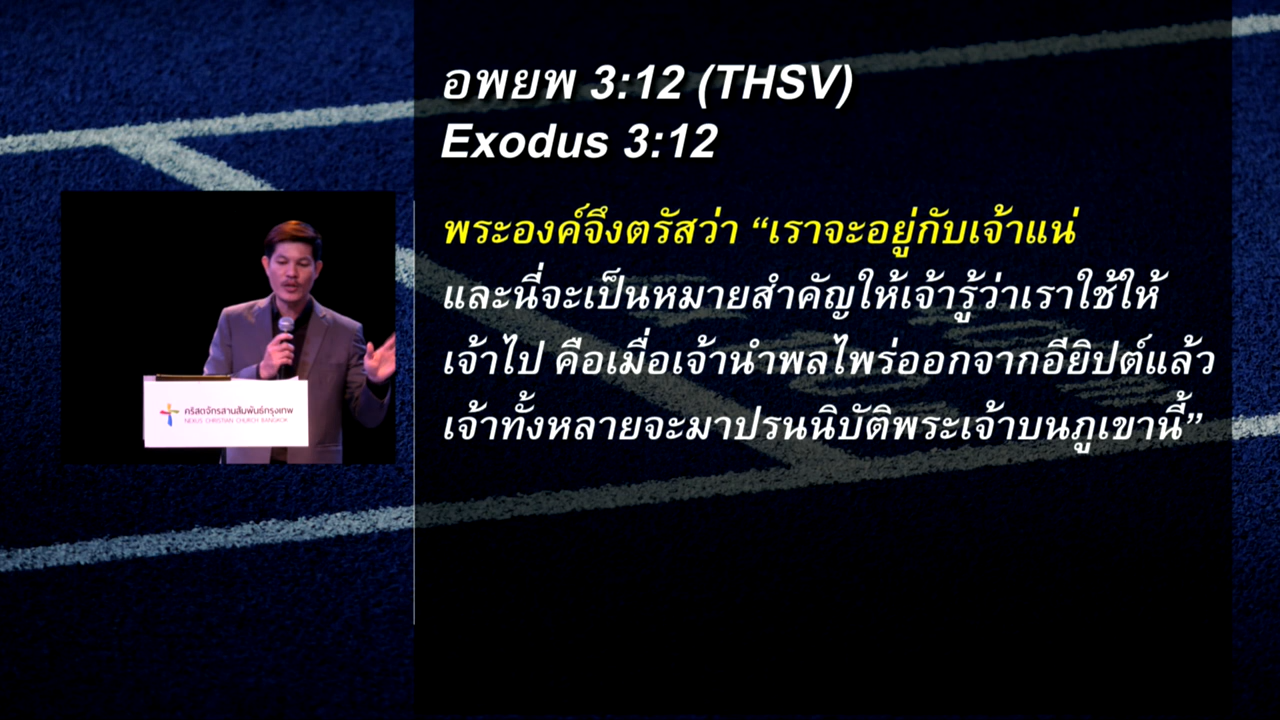 อพยพ 3:12 (THSV)
Exodus 3:12
พระองค์จึงตรัสว่า “เราจะอยู่กับเจ้าแน่
และนี่จะเป็นหมายสำคัญให้เจ้ารู้ว่าเราใช้ให้
เจ้าไป คือเมื่อเจ้านำพลไพร่ออกจากอียิปต์แล้ว
เจ้าทั้งหลายจะมาปรนนิบัติพระเจ้าบนภูเขานี้”
คริสตจักรสานสัมพันธ์กรุงเทพ
NEXUS CHRISTIAN CHURCH BANGKOK